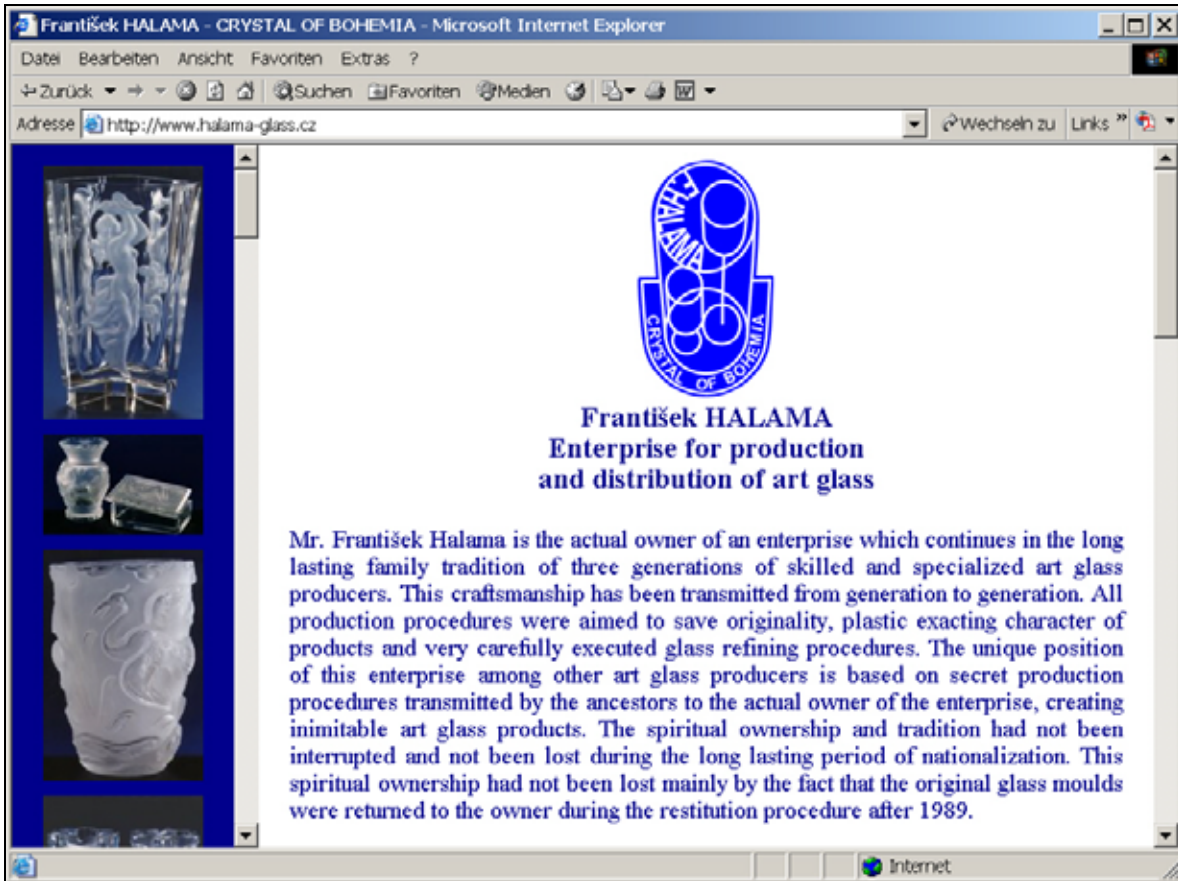 František HALAMA - CRYSTAL OF BOHEMIA - Microsoft Internet Explorer
Datei Bearbeiten Ansicht Favoriten Extras ?
Zurück Suchen Favoriten Medien
Adresse http://www.halama-glass.cz Wechseln zu Links »
F.HALAMA
CRYSTAL OF BOHEMIA
František HALAMA
Enterprise for production
and distribution of art glass
Mr. František Halama is the actual owner of an enterprise which continues in the long
lasting family tradition of three generations of skilled and specialized art glass
producers. This craftsmanship has been transmitted from generation to generation. All
production procedures were aimed to save originality, plastic exacting character of
products and very carefully executed glass refining procedures. The unique position
of this enterprise among other art glass producers is based on secret production
procedures transmitted by the ancestors to the actual owner of the enterprise, creating
inimitable art glass products. The spiritual ownership and tradition had not been
interrupted and not been lost during the long lasting period of nationalization. This
spiritual ownership had not been lost mainly by the fact that the original glass moulds
were returned to the owner during the restitution procedure after 1989.
Internet